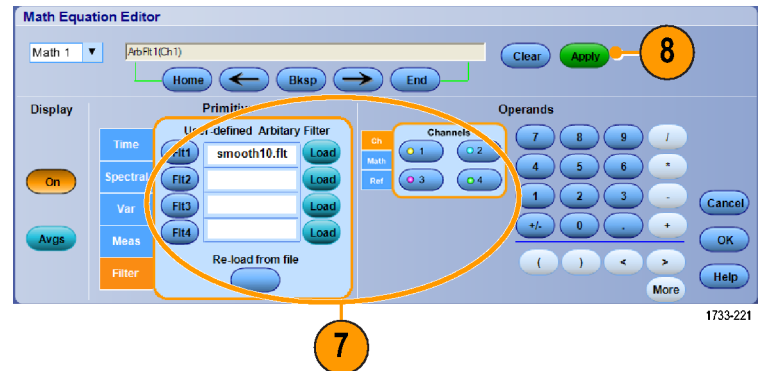 Math Equation Editor
Math 1
ArbFlt1(Ch1)
Clear
Apply
8
Home
Bksp
End
Display
Operands
User-defined Arbitary Filter
Time
Spectral
Var
Meas
Filter
Flt1
smooth10.flt
Load
Flt2
Load
Flt3
Load
Flt4
Load
Re-load from file
On
Avgs
Ch
Math
Ref
Channels
1
2
3
4
7 8 9 /
4 5 6 *
1 2 3 -
+/- 0 . +
( ) < >
More
Cancel
OK
Help
1733-221
7